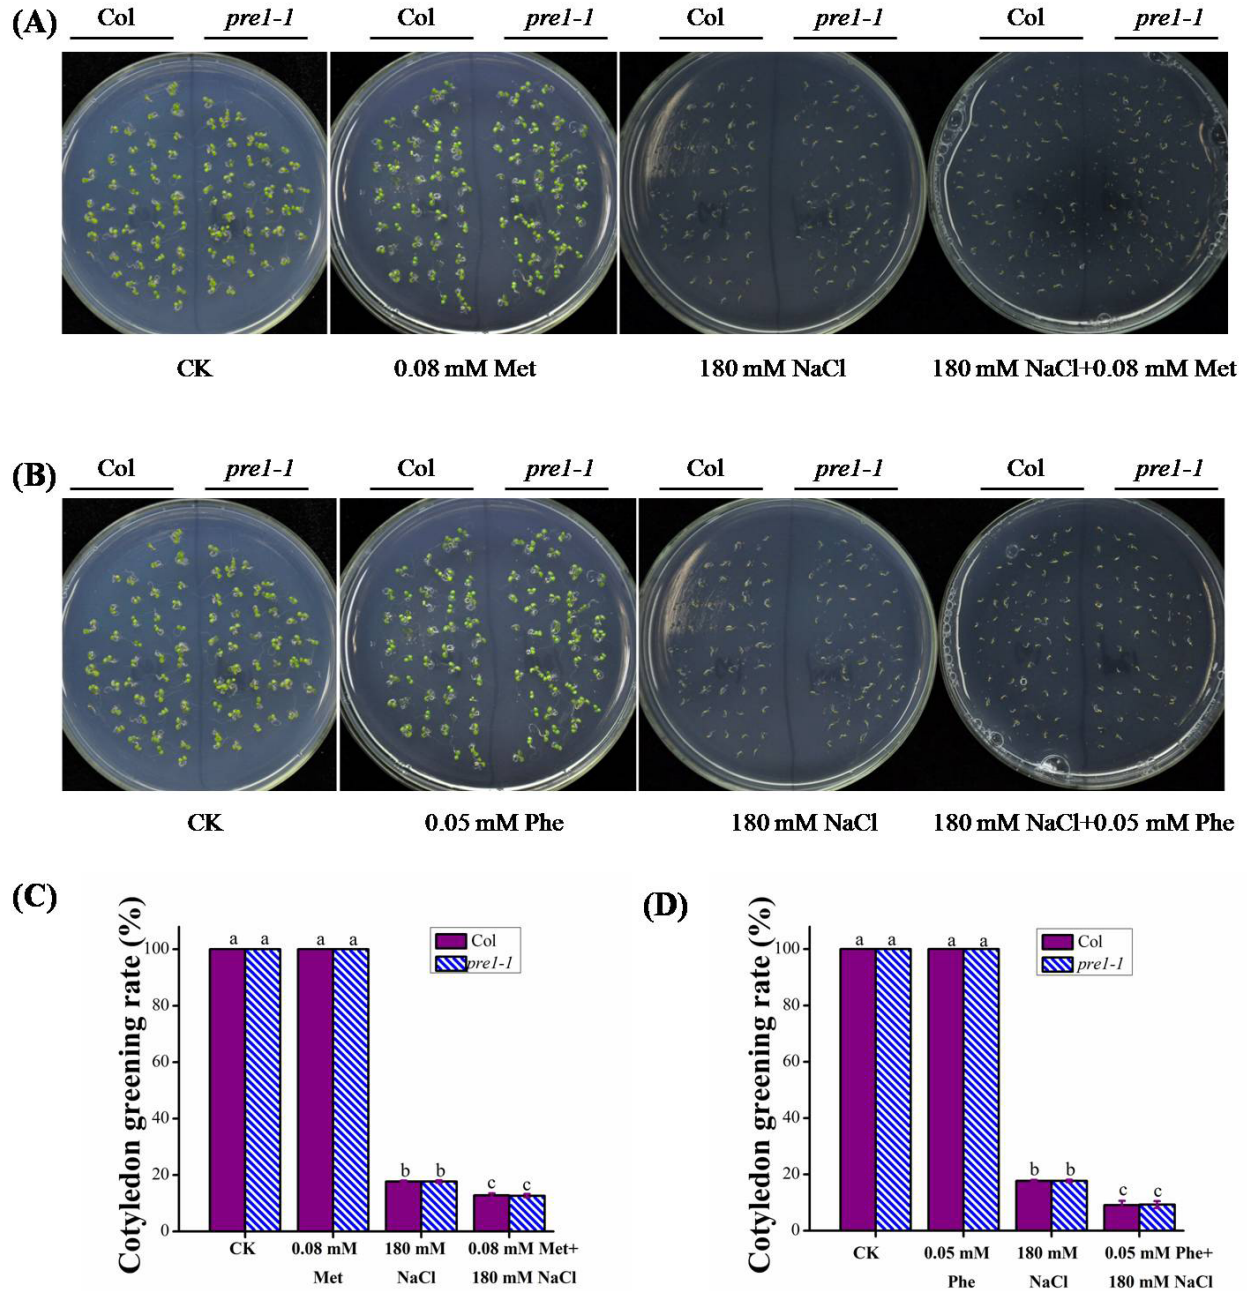 (A) Col pre1-1 Col pre1-1 Col pre1-1 Col pre1-1
CK 0.08 mM Met 180 mM NaCl 180 mM NaCl+0.08 mM Met
(B) Col pre1-1 Col pre1-1 Col pre1-1 Col pre1-1
CK 0.05 mM Phe 180 mM NaCl 180 mM NaCl+0.05 mM Phe
(C)
Cotyledon greening rate (%)
100
80
60
40
20
0
a a a a b b c c
Col
pre1-1
CK 0.08 mM 180 mM 0.08 mM Met+
Met NaCl 180 mM NaCl
(D)
Cotyledon greening rate (%)
100
80
60
40
20
0
a a a a b b c c
Col
pre1-1
CK 0.05 mM 180 mM 0.05 mM Phe+
Phe NaCl 180 mM NaCl